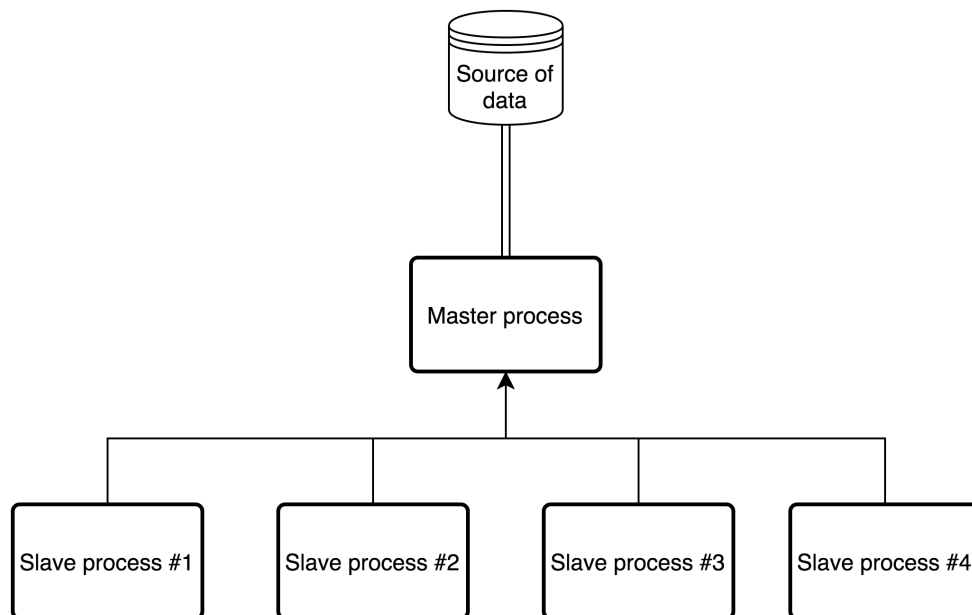 Source of
data
Master process
Slave process #1
Slave process #2
Slave process #3
Slave process #4